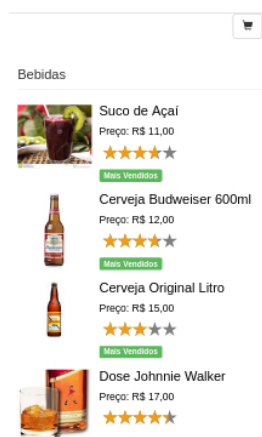 Bebidas
Suco de Açaí
Preço: R$ 11,00
Mais Vendidos
Cerveja Budweiser 600ml
Preço: R$ 12,00
Mais Vendidos
Cerveja Original Litro
Preço: R$ 15,00
Mais Vendidos
Dose Johnnie Walker
Preço: R$ 17,00